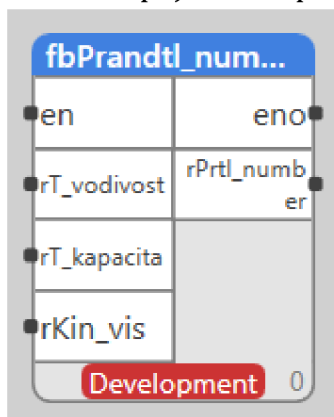 fbPrandtl_num...
en
eno
rT_vodivost
rPrtl_numb
er
rT_kapacita
rKin_vis
Development 0